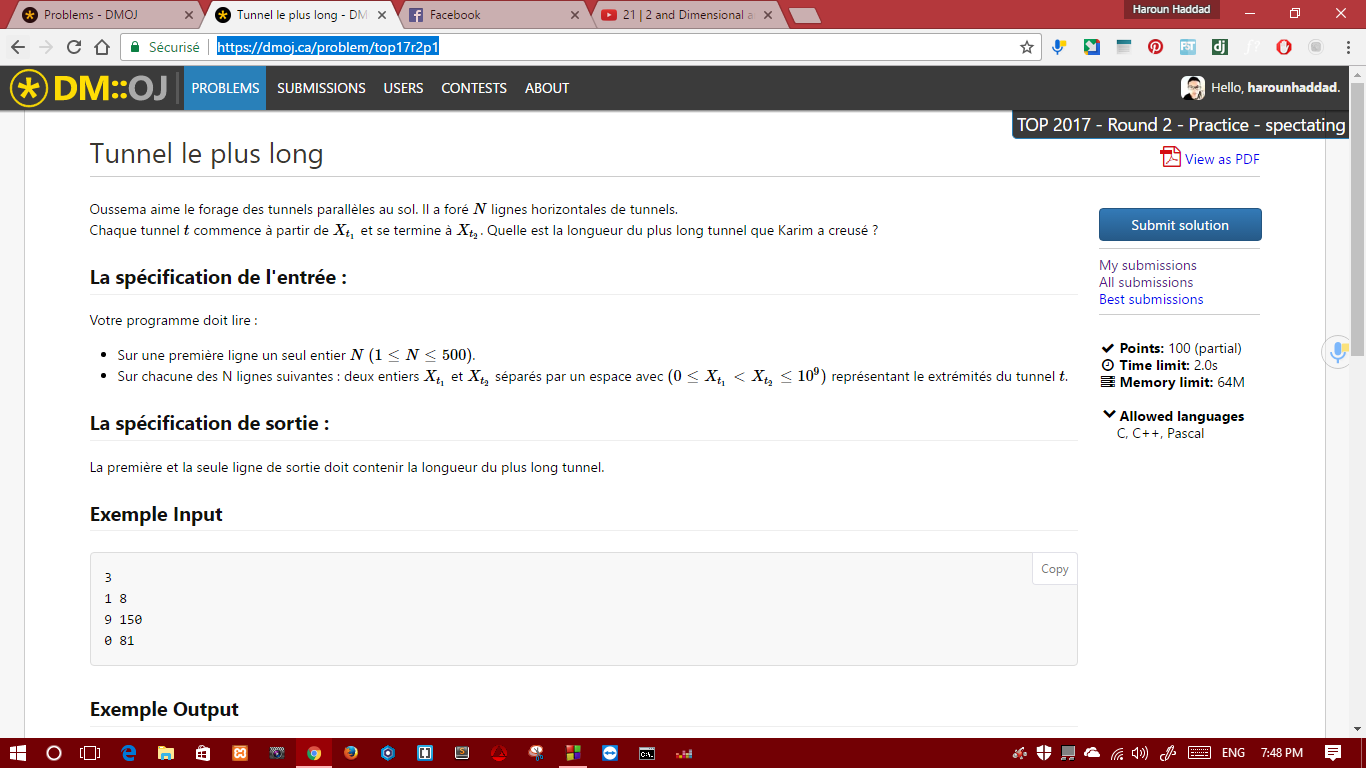 Problems - DMOJ
Tunnel le plus long - DM
Facebook
21 | 2 and Dimensional a
Haroun Haddad
Sécurisé
https://dmoj.ca/problem/top17r2p1
DM::OJ
PROBLEMS
SUBMISSIONS
USERS
CONTESTS
ABOUT
Hello, harounhaddad.
TOP 2017 - Round 2 - Practice - spectating
Tunnel le plus long
View as PDF
Oussema aime le forage des tunnels parallèles au sol. Il a foré N lignes horizontales de tunnels.
Chaque tunnel t commence à partir de X_{t_1} et se termine à X_{t_2}. Quelle est la longueur du plus long tunnel que Karim a creusé ?
La spécification de l'entrée :
Votre programme doit lire :
• Sur une première ligne un seul entier N (1 ≤ N ≤ 500).
• Sur chacune des N lignes suivantes : deux entiers X_{t_1} et X_{t_2} séparés par un espace avec (0 ≤ X_{t_1} < X_{t_2} ≤ 10^9) représentant le extrémités du tunnel t.
La spécification de sortie :
La première et la seule ligne de sortie doit contenir la longueur du plus long tunnel.
Exemple Input
Copy
3
1 8
9 150
0 81
Exemple Output
Submit solution
My submissions
All submissions
Best submissions
Points: 100 (partial)
Time limit: 2.0s
Memory limit: 64M
Allowed languages
C, C++, Pascal
ENG
7:48 PM